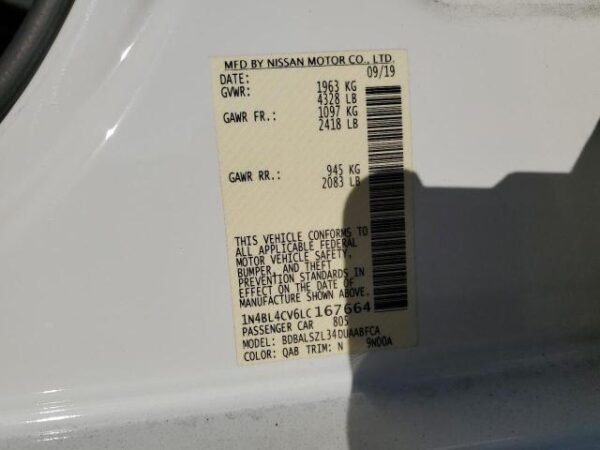 MFD BY NISSAN MOTOR CO., LTD.
DATE: 09/19
GVWR: 1963 KG
4328 LB
GAWR FR.: 1097 KG
2418 LB
GAWR RR.: 945 KG
2083 LB
THIS VEHICLE CONFORMS TO
ALL APPLICABLE FEDERAL
MOTOR VEHICLE SAFETY,
BUMPER, AND THEFT
PREVENTION STANDARDS IN
EFFECT ON THE DATE OF
MANUFACTURE SHOWN ABOVE.
1N4BL4CV6LC167664
PASSENGER CAR 805
MODEL: BDBALSZL34DUAABFCA
COLOR: QAB TRIM: N 9N00A